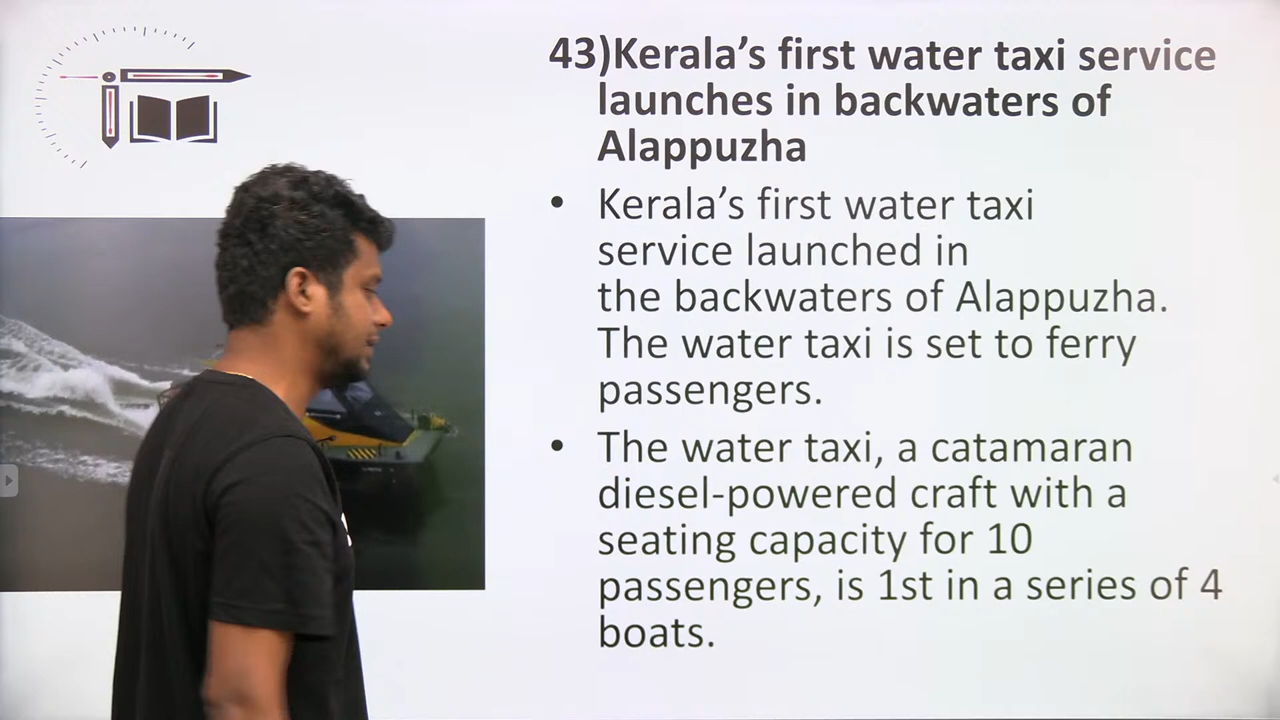 43)Kerala’s first water taxi service
launches in backwaters of
Alappuzha
• Kerala’s first water taxi
service launched in
the backwaters of Alappuzha.
The water taxi is set to ferry
passengers.
• The water taxi, a catamaran
diesel-powered craft with a
seating capacity for 10
passengers, is 1st in a series of 4
boats.